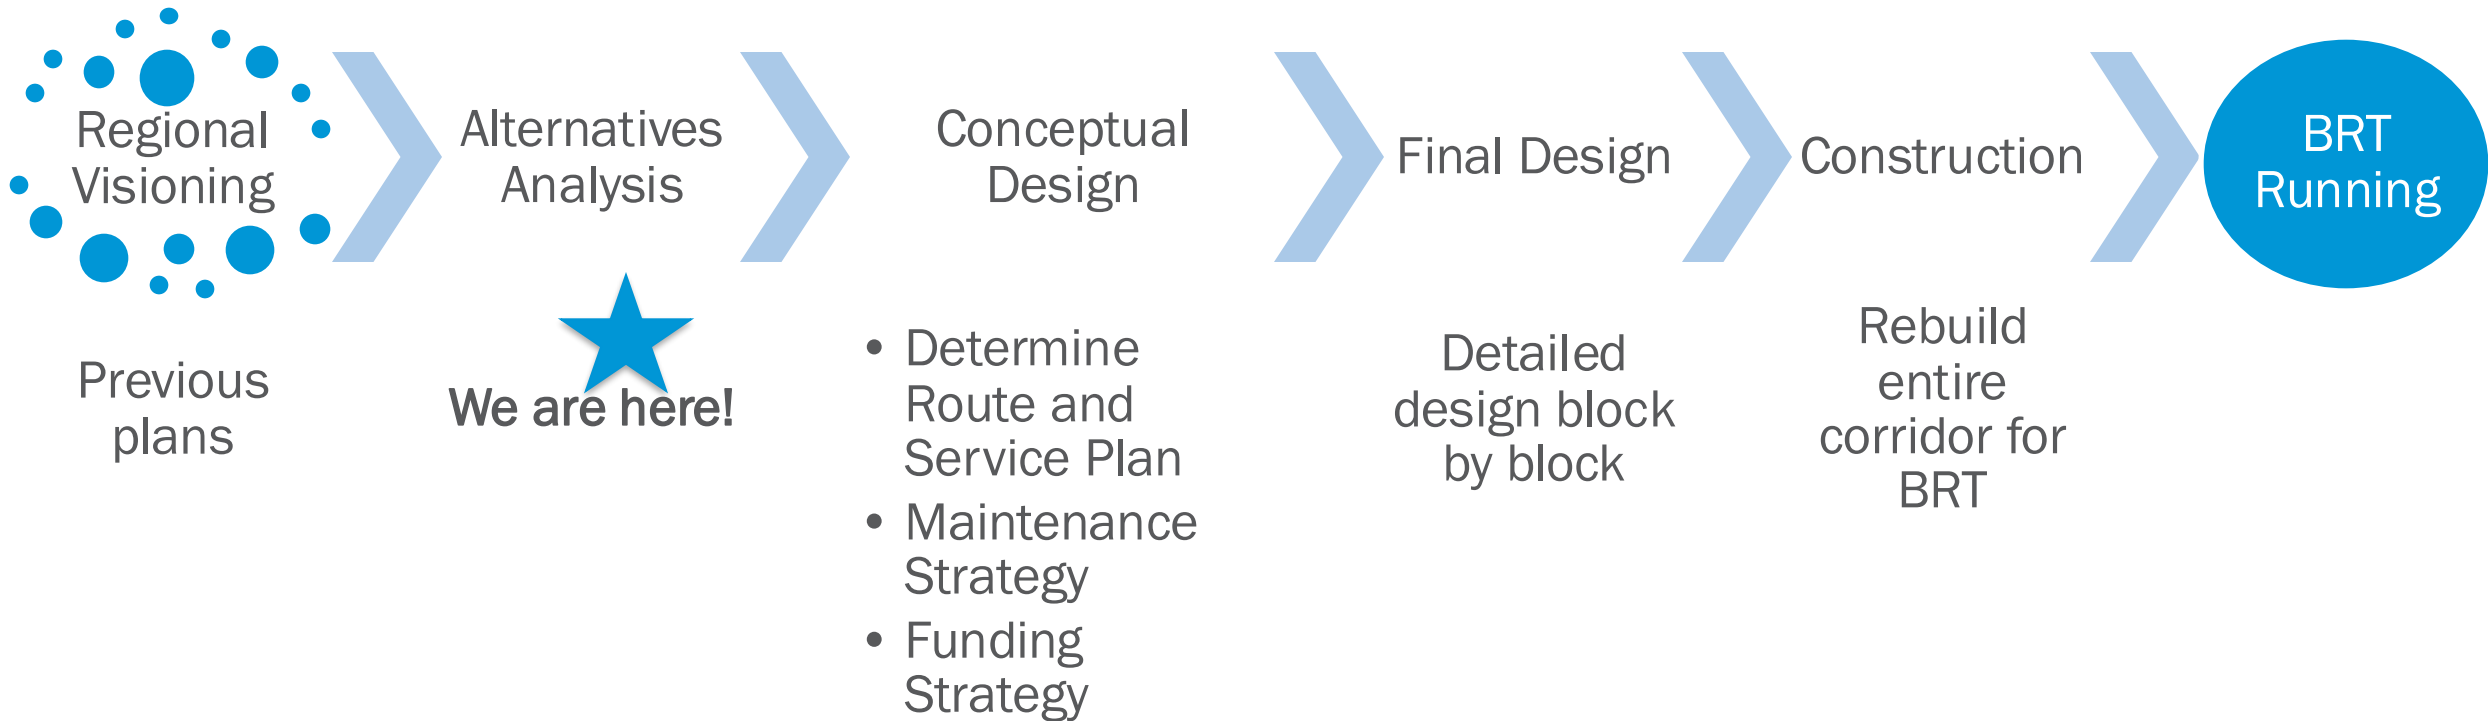 Regional
Visioning
Alternatives
Analysis
Conceptual
Design
Final Design
Construction
BRT
Running
Previous
plans
We are here!
• Determine
Route and
Service Plan
• Maintenance
Strategy
• Funding
Strategy
Detailed
design block
by block
Rebuild
entire
corridor for
BRT